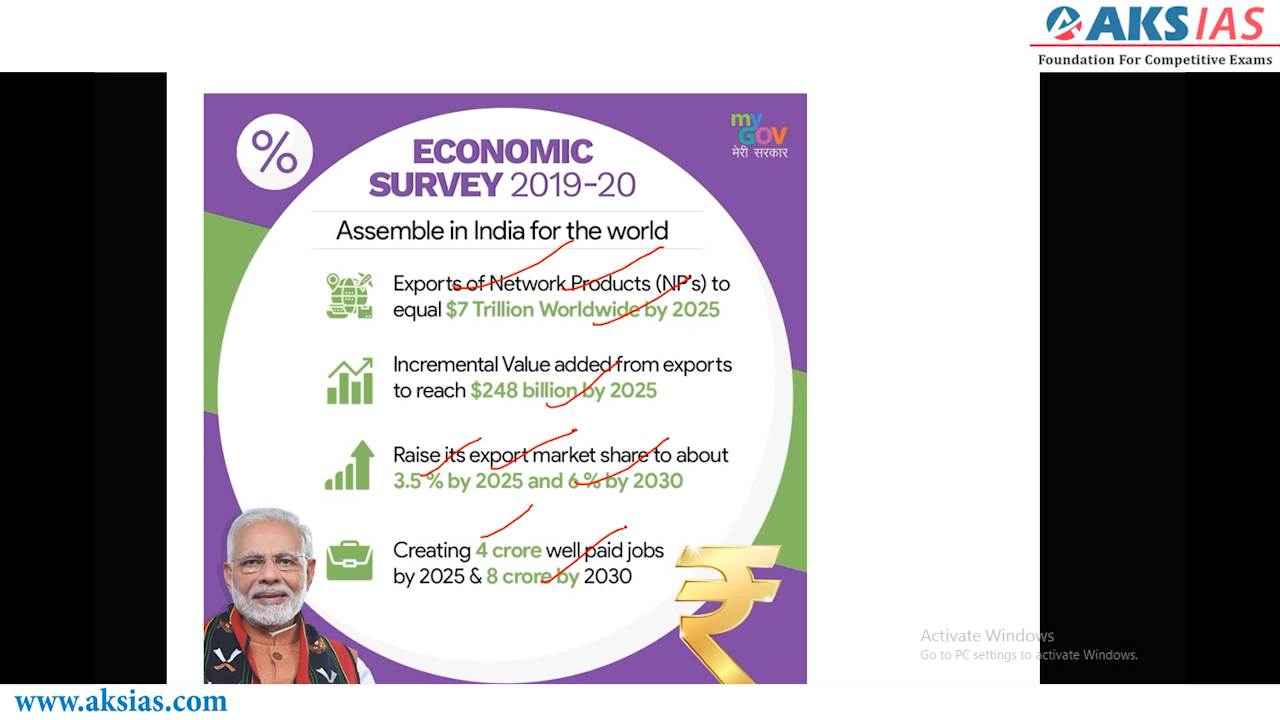 AKS IAS
Foundation For Competitive Exams
%
my
GOV
मेरी सरकार
ECONOMIC
SURVEY 2019-20
Assemble in India for the world
Exports of Network Products (NP's) to
equal $7 Trillion Worldwide by 2025
Incremental Value added from exports
to reach $248 billion by 2025
Raise its export market share to about
3.5 % by 2025 and 6 % by 2030
Creating 4 crore well paid jobs
by 2025 & 8 crore by 2030
₹
Activate Windows
Go to PC settings to activate Windows.
www.aksias.com